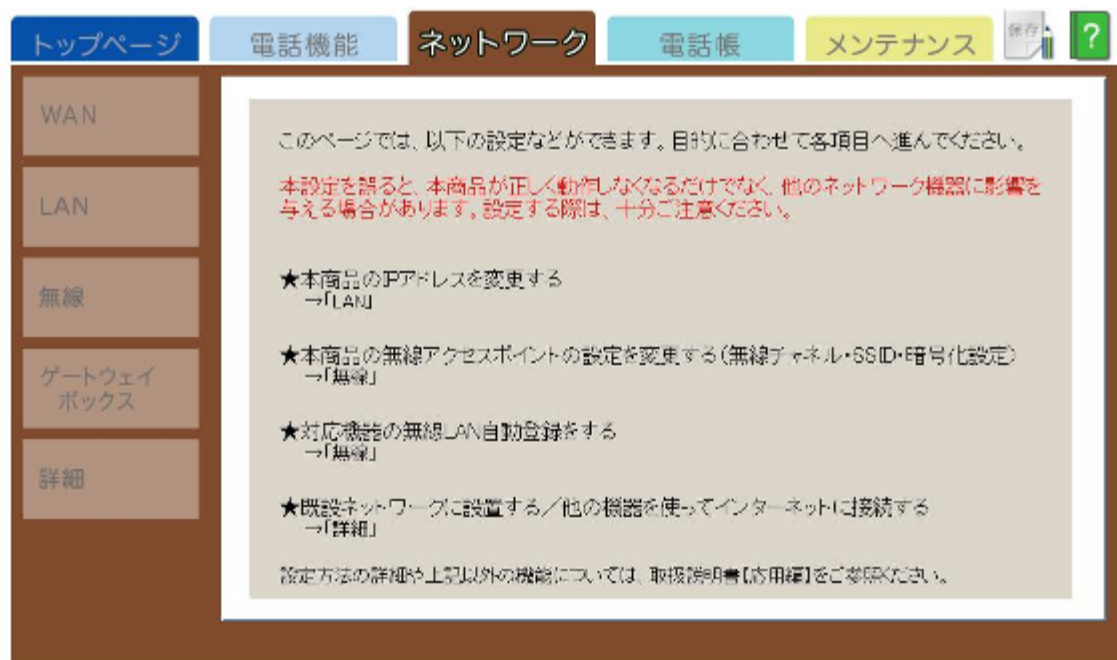 トップページ
電話機能
ネットワーク
電話帳
メンテナンス
保存
?
WAN
LAN
無線
ゲートウェイ
ボックス
詳細
このページでは、以下の設定などができます。目的に合わせて各項目へ進んでください。
本設定を誤ると、本商品が正しく動作しなくなるだけでなく、他のネットワーク機器に影響を
与える場合があります。設定する際は、十分ご注意ください。
★本商品のIPアドレスを変更する
→「LAN」
★本商品の無線アクセスポイントの設定を変更する(無線チャネル・SSID・暗号化設定)
→「無線」
★対応機器の無線LAN自動登録をする
→「無線」
★既設ネットワークに設置する/他の機器を使ってインターネットに接続する
→「詳細」
設定方法の詳細や上記以外の機能については、取扱説明書【応用編】をご参照ください。